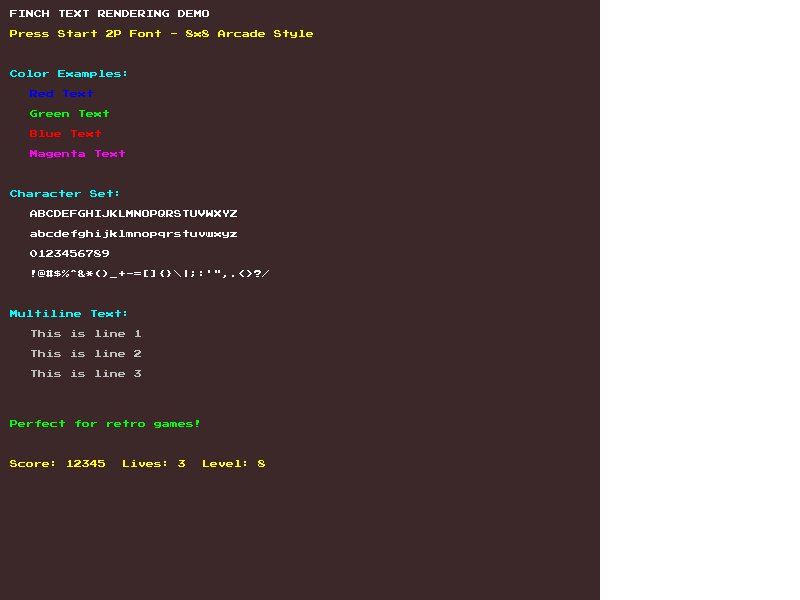 FINCH TEXT RENDERING DEMO
Press Start 2P Font - 8x8 Arcade Style
Color Examples:
Red Text
Green Text
Blue Text
Magenta Text
Character Set:
ABCDEFGHIJKLMNOPQRSTUVWXYZ
abcdefghijklmnopqrstuvwxyz
0123456789
!@#$%^&*()_+-=[]{}\|;:'",.<>?/
Multiline Text:
This is line 1
This is line 2
This is line 3
Perfect for retro games!
Score: 12345  Lives: 3  Level: 8